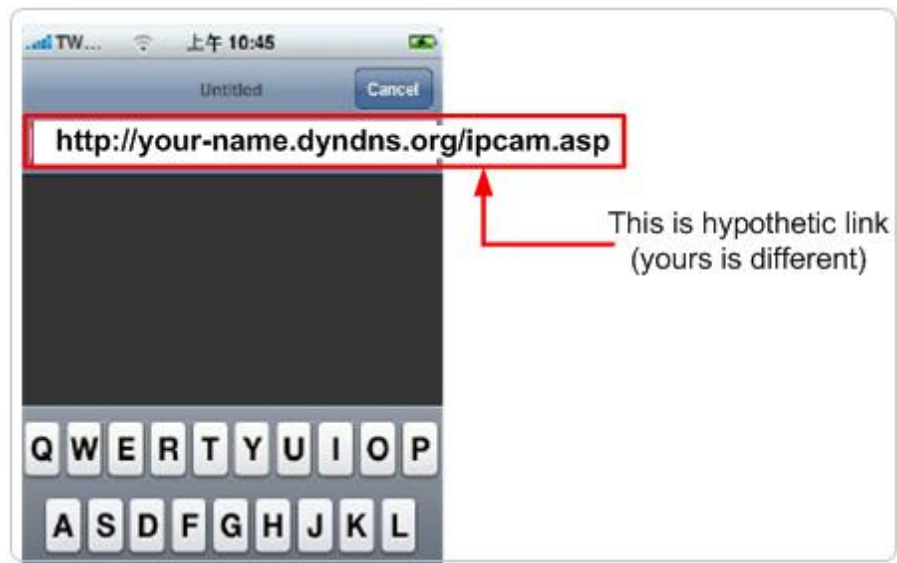 TW... 上午 10:45
Untitled
Cancel
http://your-name.dyndns.org/ipcam.asp
This is hypothetic link
(yours is different)
Q W E R T Y U I O P
A S D F G H J K L